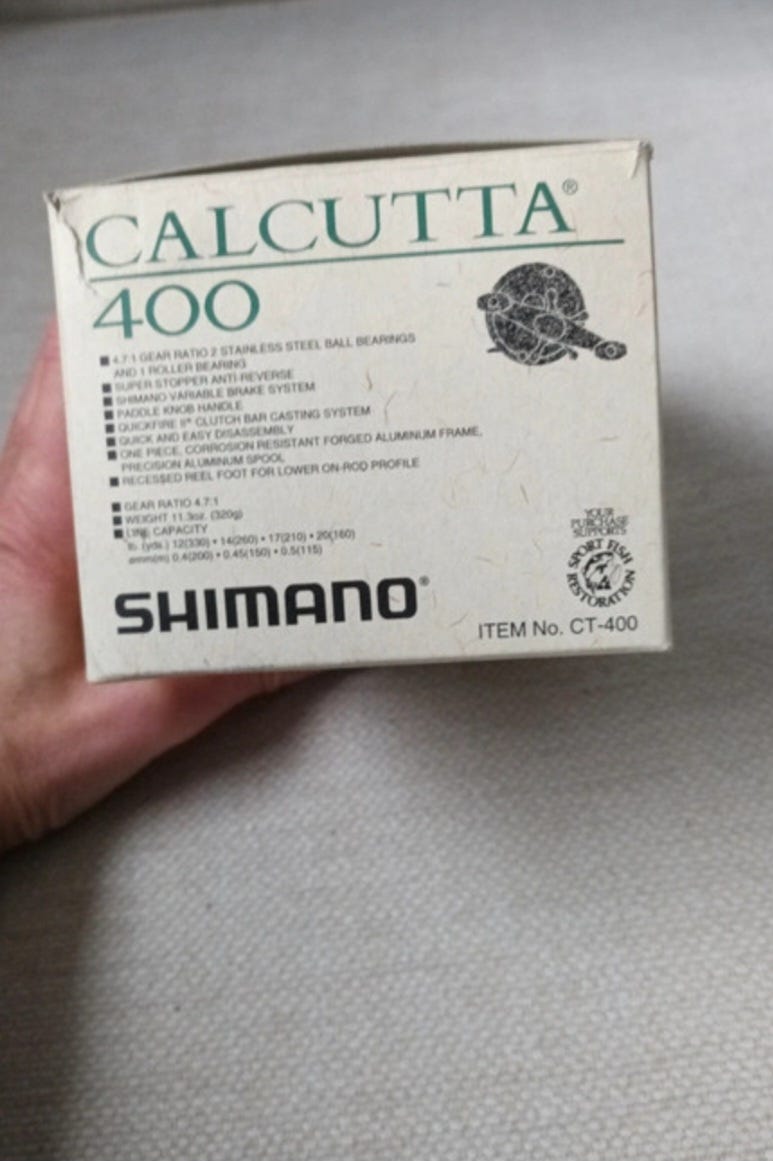 CALCUTTA®
400
■ 4.7:1 GEAR RATIO 2 STAINLESS STEEL BALL BEARINGS
AND 1 ROLLER BEARING
■ SUPER STOPPER ANTI-REVERSE
■ SHIMANO VARIABLE BRAKE SYSTEM
■ PADDLE KNOB HANDLE
■ QUICKFIRE II® CLUTCH BAR CASTING SYSTEM
■ QUICK AND EASY DISASSEMBLY
■ ONE PIECE, CORROSION RESISTANT FORGED ALUMINUM FRAME,
PRECISION ALUMINUM SPOOL
■ RECESSED REEL FOOT FOR LOWER ON-ROD PROFILE
■ GEAR RATIO 4.7:1
■ WEIGHT 11.3oz. (320g)
■ LINE CAPACITY
lb. (yds.) 12(330) • 14(260) • 17(210) • 20(160)
ømm(m) 0.4(200) • 0.45(150) • 0.5(115)
YOUR
PURCHASE
SUPPORTS
SPORT FISH
RESTORATION
SHIMANO®
ITEM No. CT-400